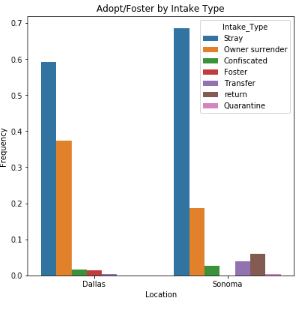 Adopt/Foster by Intake Type
0.7
0.6
0.5
0.4
0.3
0.2
0.1
0.0
Frequency
Intake_Type
Stray
Owner surrender
Confiscated
Foster
Transfer
return
Quarantine
Dallas
Sonoma
Location